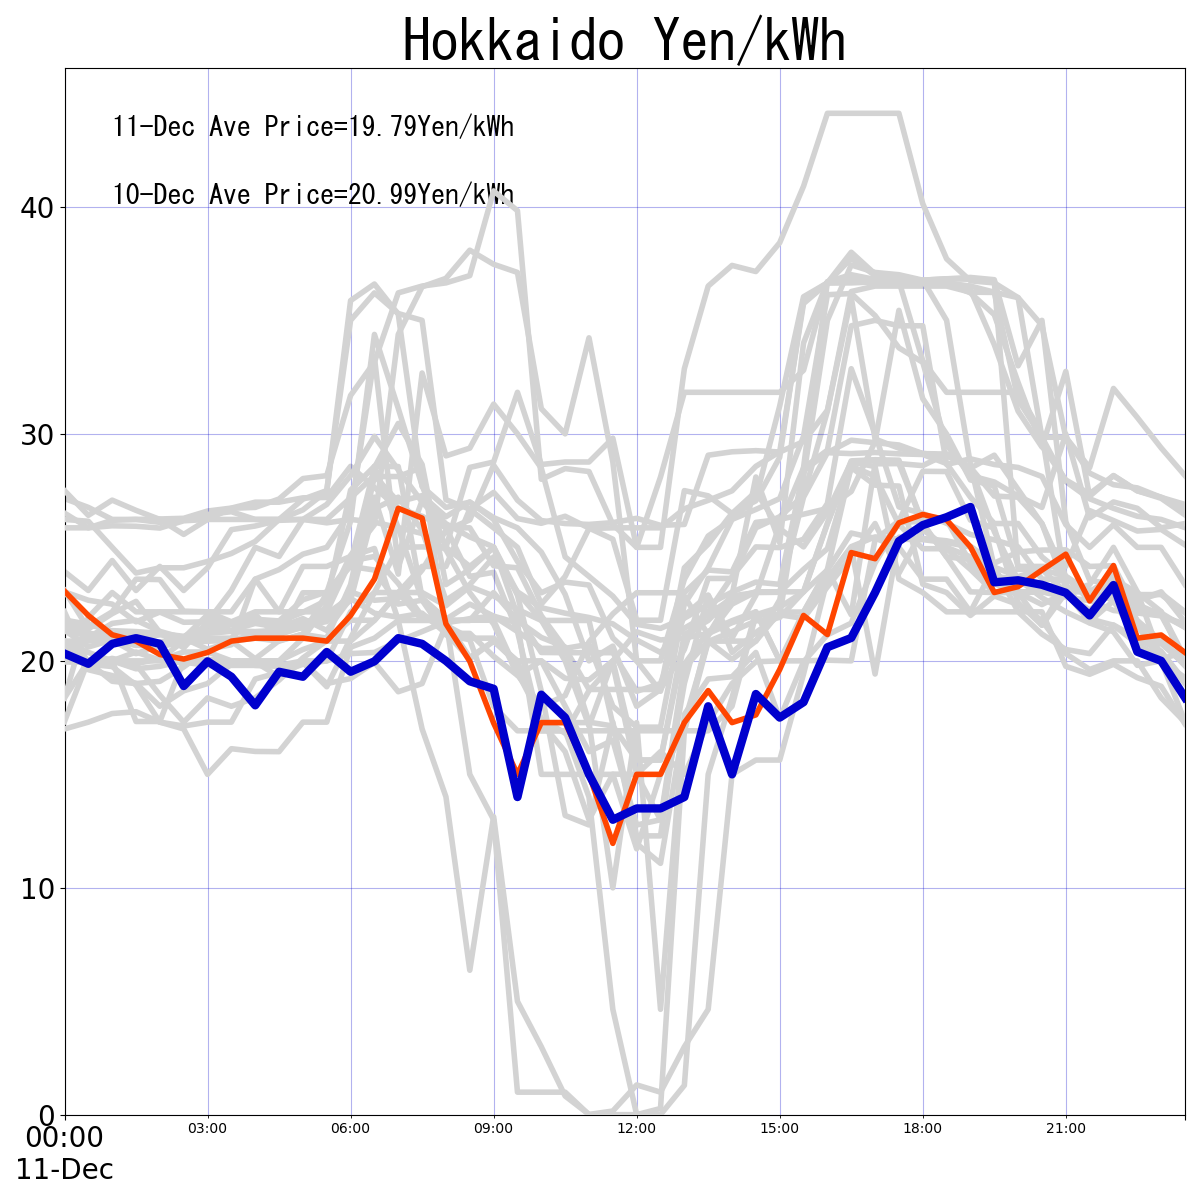 Hokkaido Yen/kWh
11-Dec Ave Price=19.79Yen/kWh
10-Dec Ave Price=20.99Yen/kWh
40
30
20
10
0
00:00 03:00 06:00 09:00 12:00 15:00 18:00 21:00
11-Dec